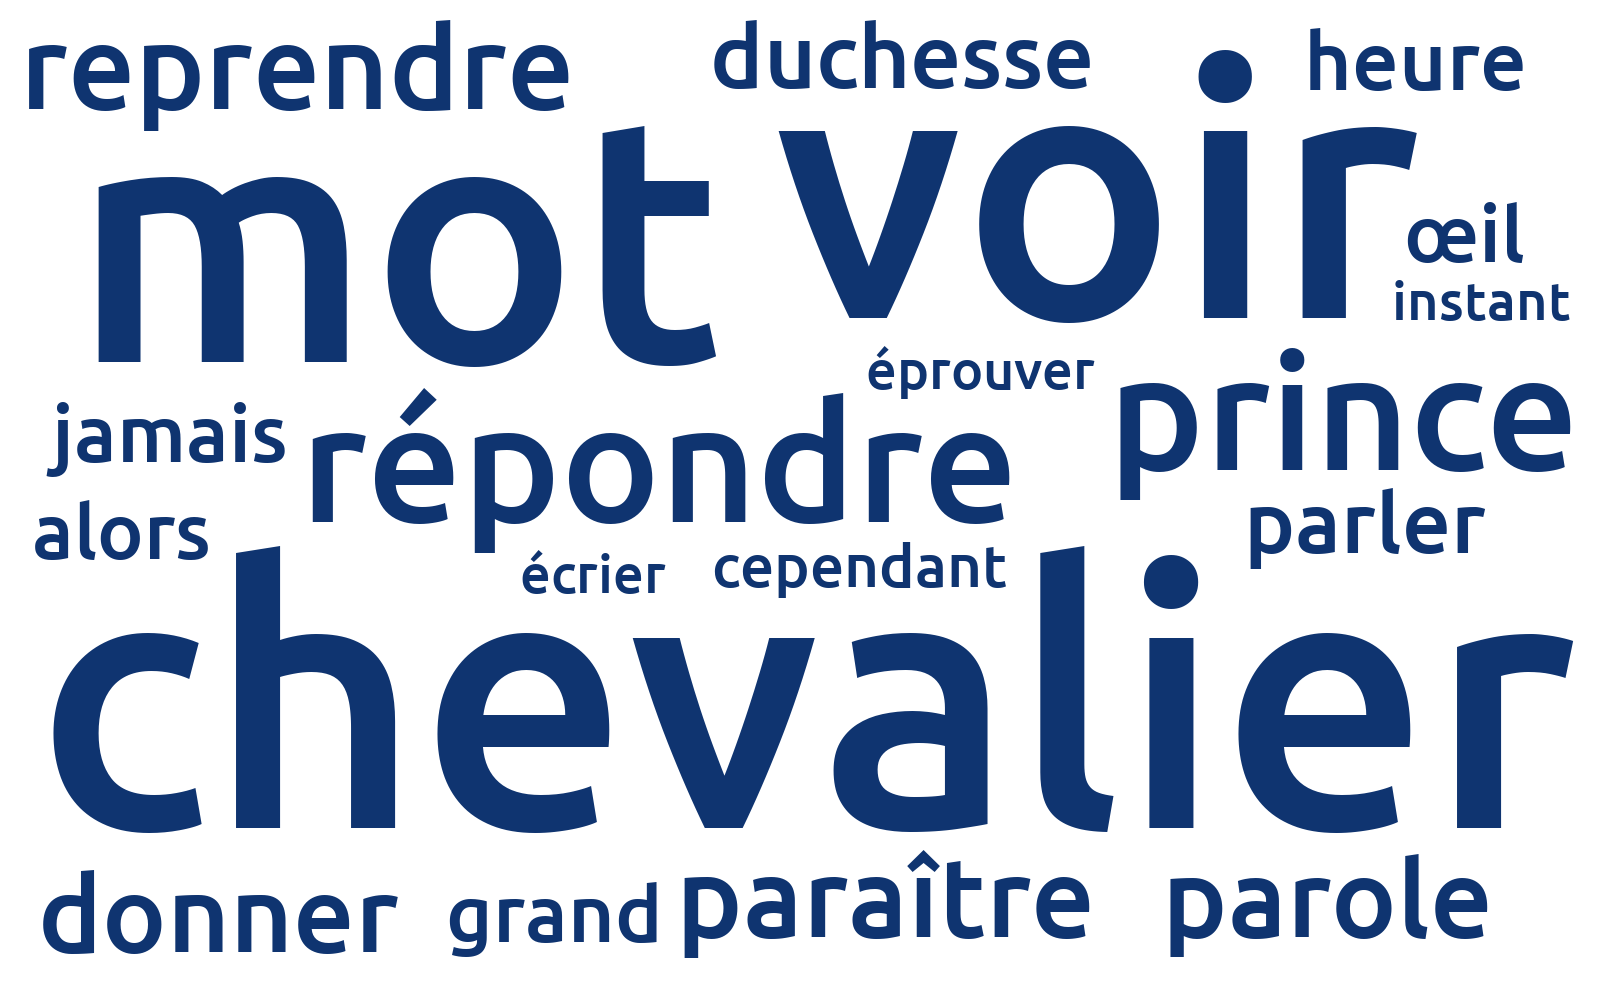 reprendre
duchesse
heure
mot
voir
œil
instant
éprouver
prince
jamais
répondre
alors
parler
écrier
cependant
chevalier
donner
grand
paraître
parole